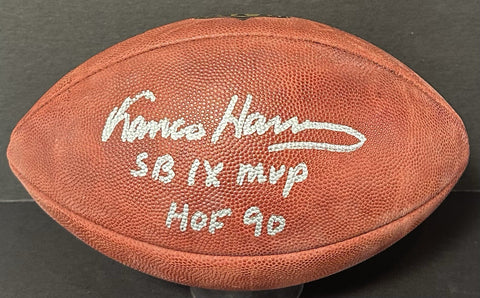 Franco Harris
SB IX MVP
HOF 90